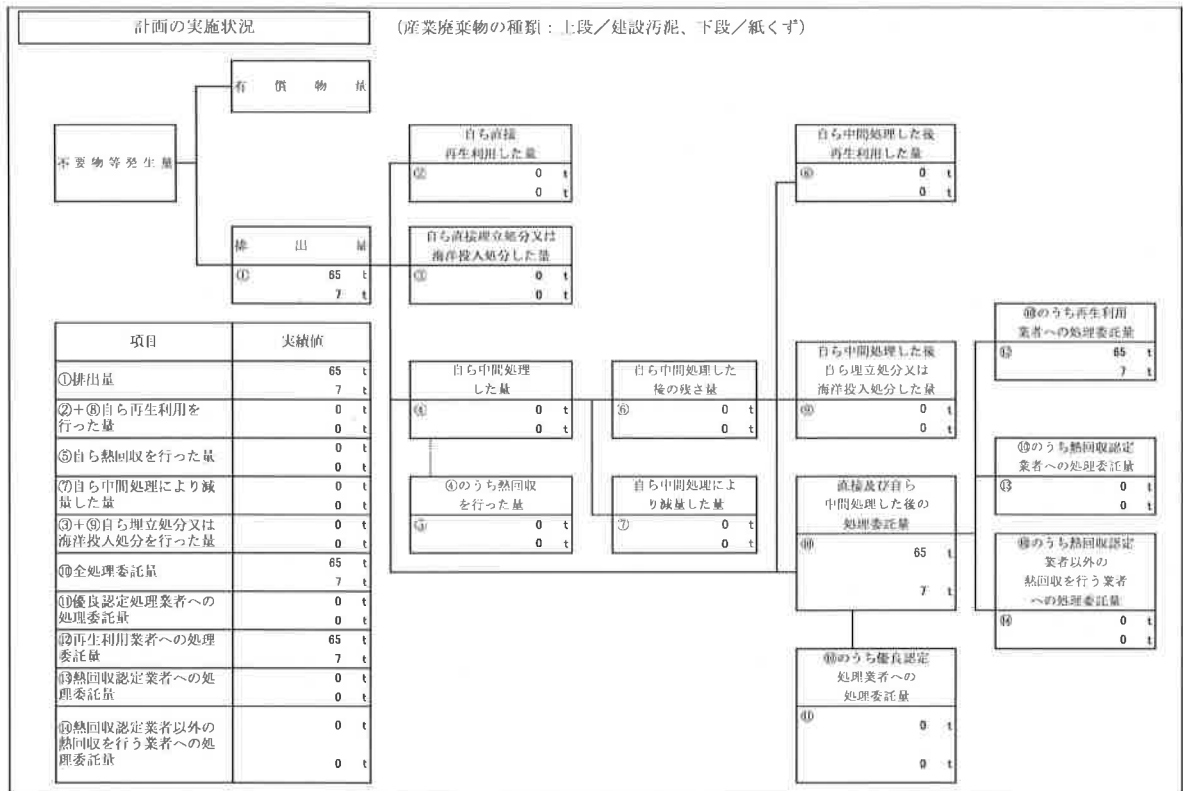 計画の実施状況
(産業廃棄物の種類：上段／建設汚泥、下段／紙くず)
有償物量
不要物等発生量
排出量
① 65 t
7 t
自ら直接
再生利用した量
② 0 t
0 t
自ら直接埋立処分又は
海洋投入処分した量
③ 0 t
0 t
自ら中間処理した後
再生利用した量
⑧ 0 t
0 t
自ら中間処理
した量
④ 0 t
0 t
④のうち熱回収
を行った量
⑤ 0 t
0 t
自ら中間処理した
後の残さ量
⑥ 0 t
0 t
自ら中間処理によ
り減量した量
⑦ 0 t
0 t
自ら中間処理した後
自ら埋立処分又は
海洋投入処分した量
⑨ 0 t
0 t
直接及び自ら
中間処理した後の
処理委託量
⑩ 65 t
7 t
⑩のうち優良認定
処理業者への
処理委託量
⑪ 0 t
0 t
⑩のうち再生利用
業者への処理委託量
⑫ 65 t
7 t
⑩のうち熱回収認定
業者への処理委託量
⑬ 0 t
0 t
⑩のうち熱回収認定
業者以外の
熱回収を行う業者
への処理委託量
⑭ 0 t
0 t
項目 実績値
①排出量 65 t
7 t
②＋⑧自ら再生利用を
行った量
0 t
0 t
⑤自ら熱回収を行った量 0 t
0 t
⑦自ら中間処理により減
量した量
0 t
0 t
③＋⑨自ら埋立処分又は
海洋投入処分を行った量
0 t
0 t
⑩全処理委託量 65 t
7 t
⑪優良認定処理業者への
処理委託量
0 t
0 t
⑫再生利用業者への処理
委託量
65 t
7 t
⑬熱回収認定業者への処
理委託量
0 t
0 t
⑭熱回収認定業者以外の
熱回収を行う業者への処
理委託量
0 t
0 t